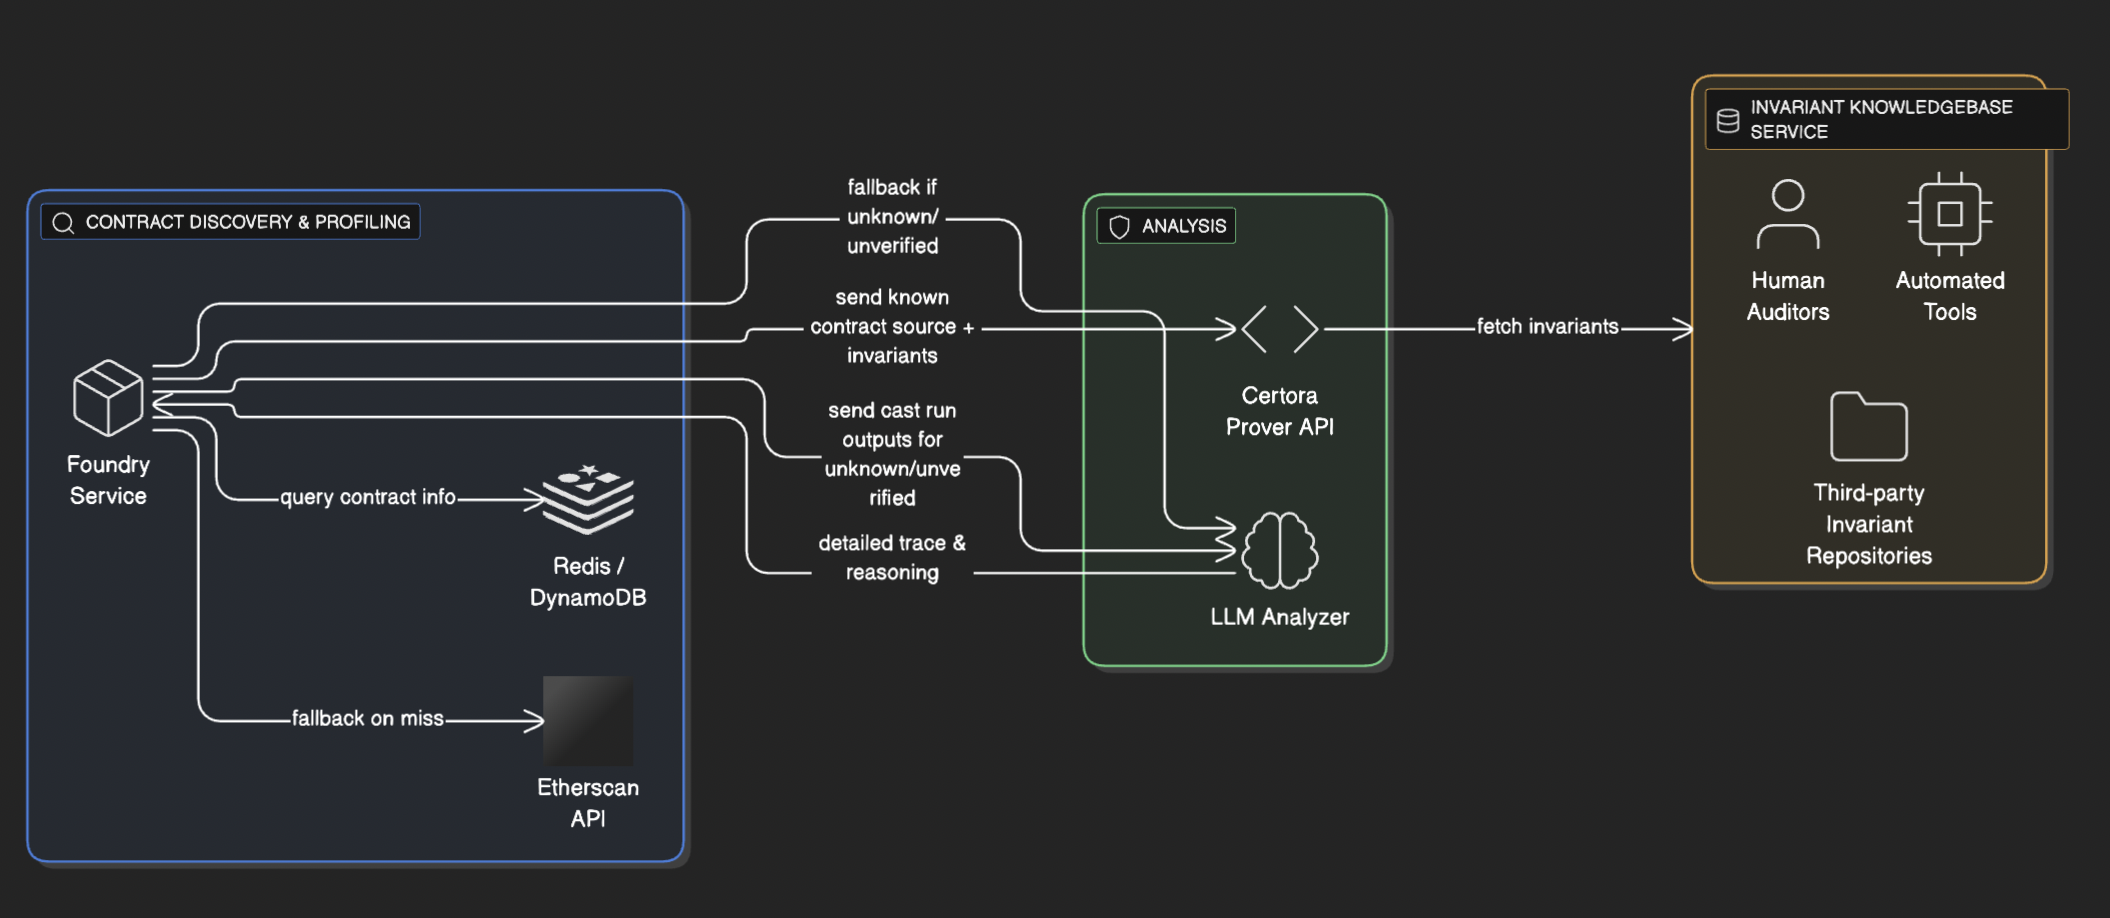 CONTRACT DISCOVERY & PROFILING
Foundry
Service
query contract info
Redis /
DynamoDB
fallback on miss
Etherscan
API
fallback if
unknown/
unverified
send known
contract source +
invariants
send cast run
outputs for
unknown/unve
rified
detailed trace &
reasoning
ANALYSIS
Certora
Prover API
LLM Analyzer
fetch invariants
INVARIANT KNOWLEDGEBASE
SERVICE
Human
Auditors
Automated
Tools
Third-party
Invariant
Repositories